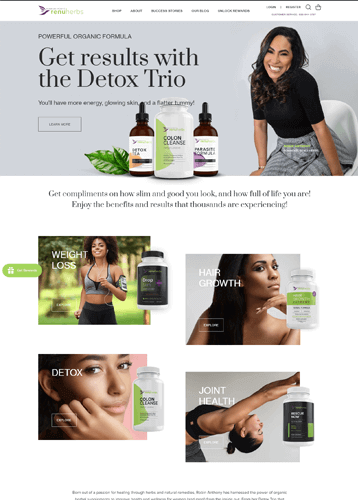 renuherbs
SHOP
ABOUT
SUCCESS STORIES
OUR BLOG
UNLOCK REWARDS
LOGIN | REGISTER
POWERFUL ORGANIC FORMULA
Get results with
the Detox Trio
You'll have more energy, glowing skin, and a flatter tummy!
LEARN MORE
DETOX
TEA
COLON
CLEANSE
PARASITE
FORMULA
Get compliments on how slim and good you look, and how full of life you are!
Enjoy the benefits and results that thousands are experiencing!
WEIGHT
LOSS
EXPLORE
HAIR
GROWTH
EXPLORE
DETOX
EXPLORE
COLON
CLEANSE
JOINT
HEALTH
EXPLORE
Born out of a passion for healing through herbs and natural remedies, Robin Anthony has harnessed the power of organic